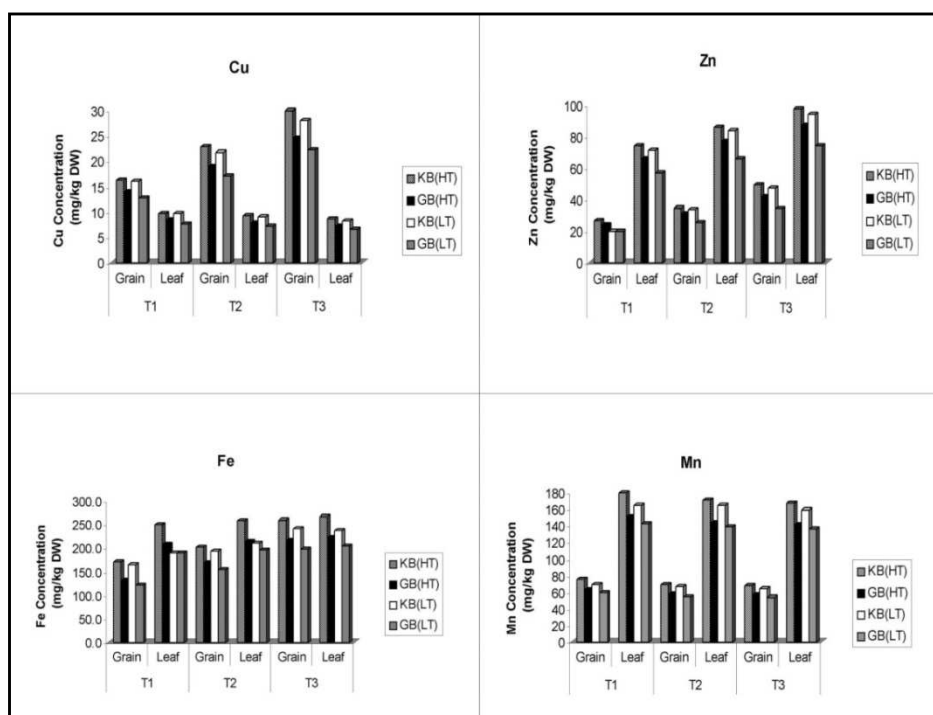 Cu
Cu Concentration
(mg/kg DW)
30
25
20
15
10
5
0
Grain Leaf Grain Leaf Grain Leaf
T1 T2 T3
KB(HT)
GB(HT)
KB(LT)
GB(LT)
Zn
Zn Concentration
(mg/kg DW)
100
80
60
40
20
0
Grain Leaf Grain Leaf Grain Leaf
T1 T2 T3
KB(HT)
GB(HT)
KB(LT)
GB(LT)
Fe
Fe Concentration
(mg/kg DW)
300.0
250.0
200.0
150.0
100.0
50.0
0.0
Grain Leaf Grain Leaf Grain Leaf
T1 T2 T3
KB(HT)
GB(HT)
KB(LT)
GB(LT)
Mn
Mn Concentration
(mg/kg DW)
180
160
140
120
100
80
60
40
20
0
Grain Leaf Grain Leaf Grain Leaf
T1 T2 T3
KB(HT)
GB(HT)
KB(LT)
GB(LT)